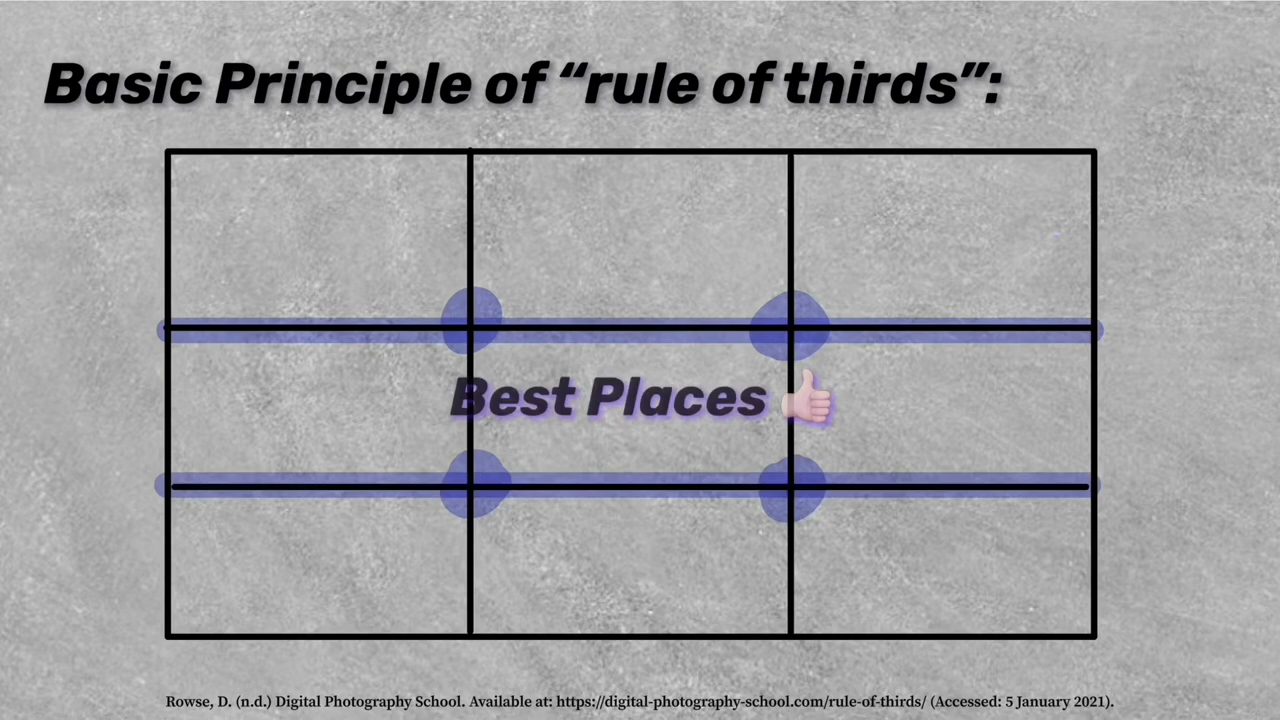 Basic Principle of “rule of thirds”:
Best Places 👍🏻
Rowse, D. (n.d.) Digital Photography School. Available at: https://digital-photography-school.com/rule-of-thirds/ (Accessed: 5 January 2021).